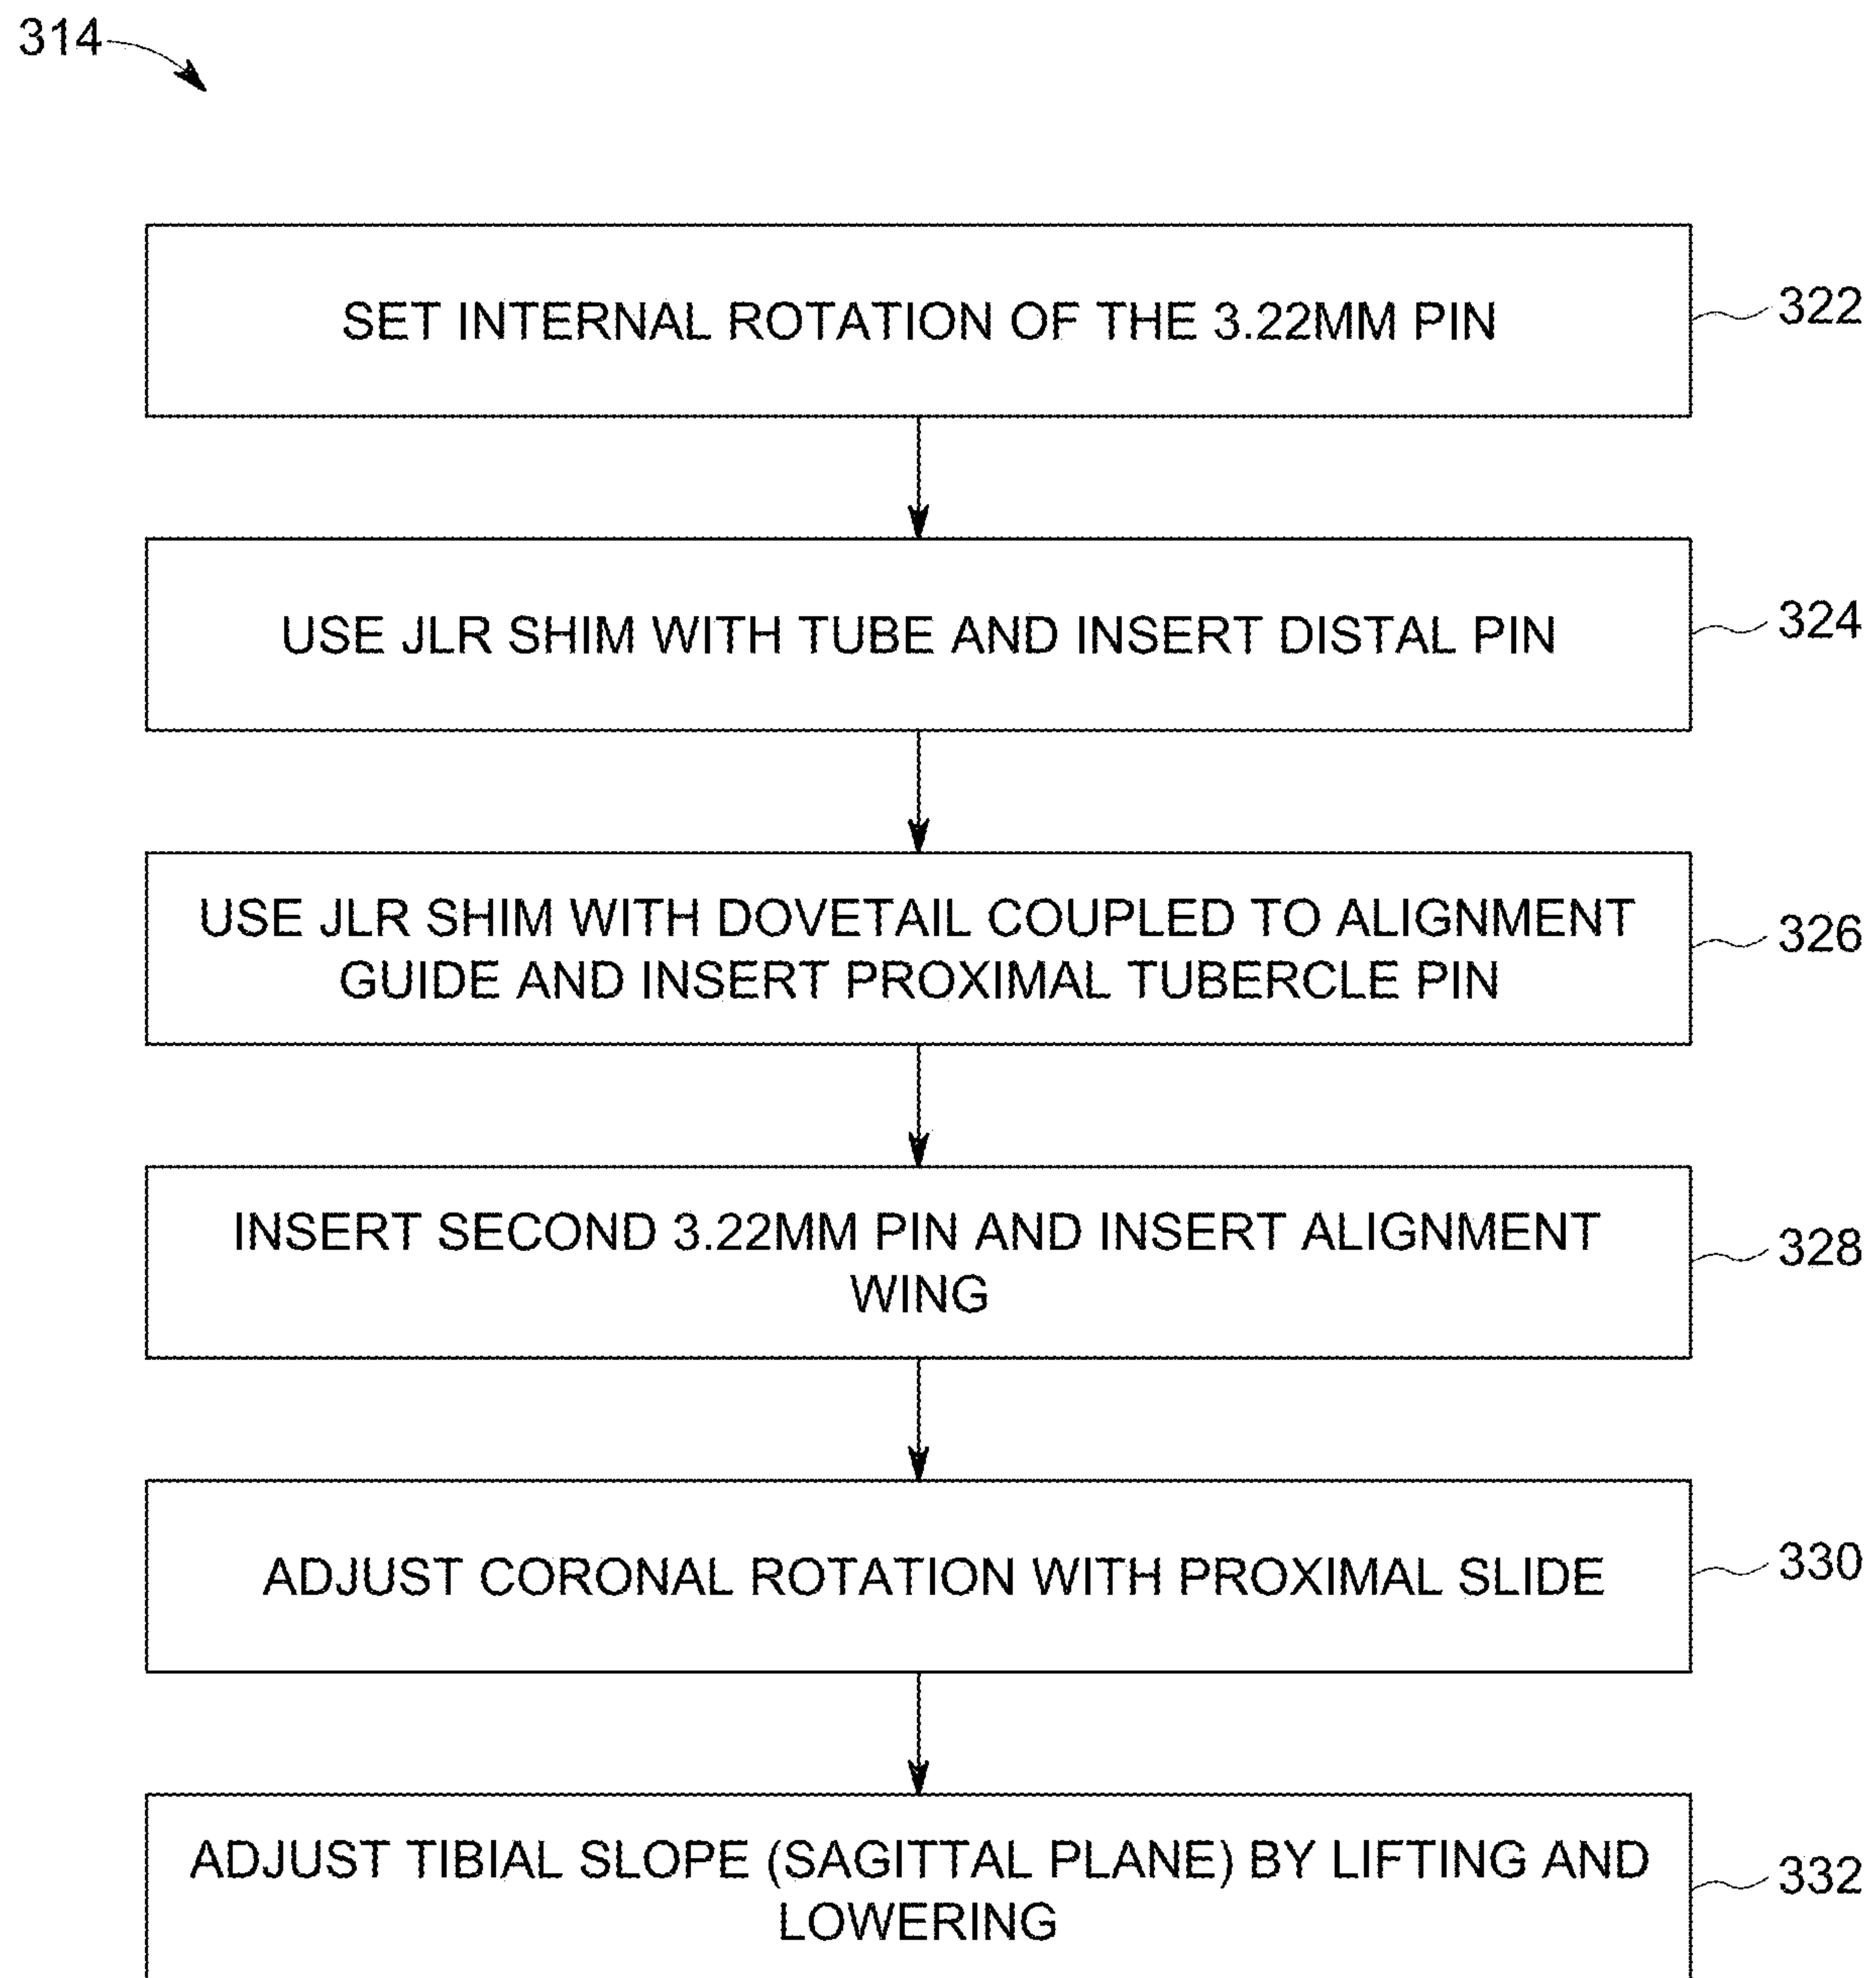 314
SET INTERNAL ROTATION OF THE 3.22MM PIN
322
USE JLR SHIM WITH TUBE AND INSERT DISTAL PIN
324
USE JLR SHIM WITH DOVETAIL COUPLED TO ALIGNMENT
GUIDE AND INSERT PROXIMAL TUBERCLE PIN
326
INSERT SECOND 3.22MM PIN AND INSERT ALIGNMENT
WING
328
ADJUST CORONAL ROTATION WITH PROXIMAL SLIDE
330
ADJUST TIBIAL SLOPE (SAGITTAL PLANE) BY LIFTING AND
LOWERING
332